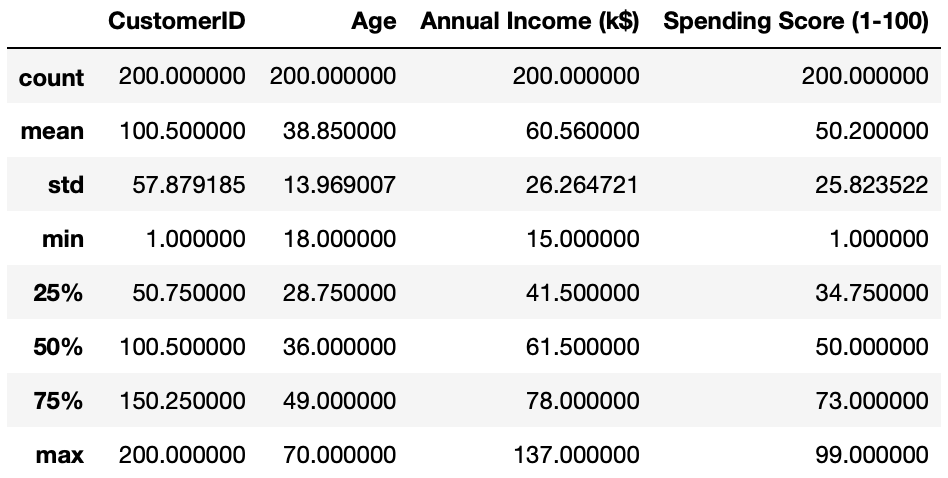 CustomerID Age Annual Income (k$) Spending Score (1-100)
count 200.000000 200.000000 200.000000 200.000000
mean 100.500000 38.850000 60.560000 50.200000
std 57.879185 13.969007 26.264721 25.823522
min 1.000000 18.000000 15.000000 1.000000
25% 50.750000 28.750000 41.500000 34.750000
50% 100.500000 36.000000 61.500000 50.000000
75% 150.250000 49.000000 78.000000 73.000000
max 200.000000 70.000000 137.000000 99.000000